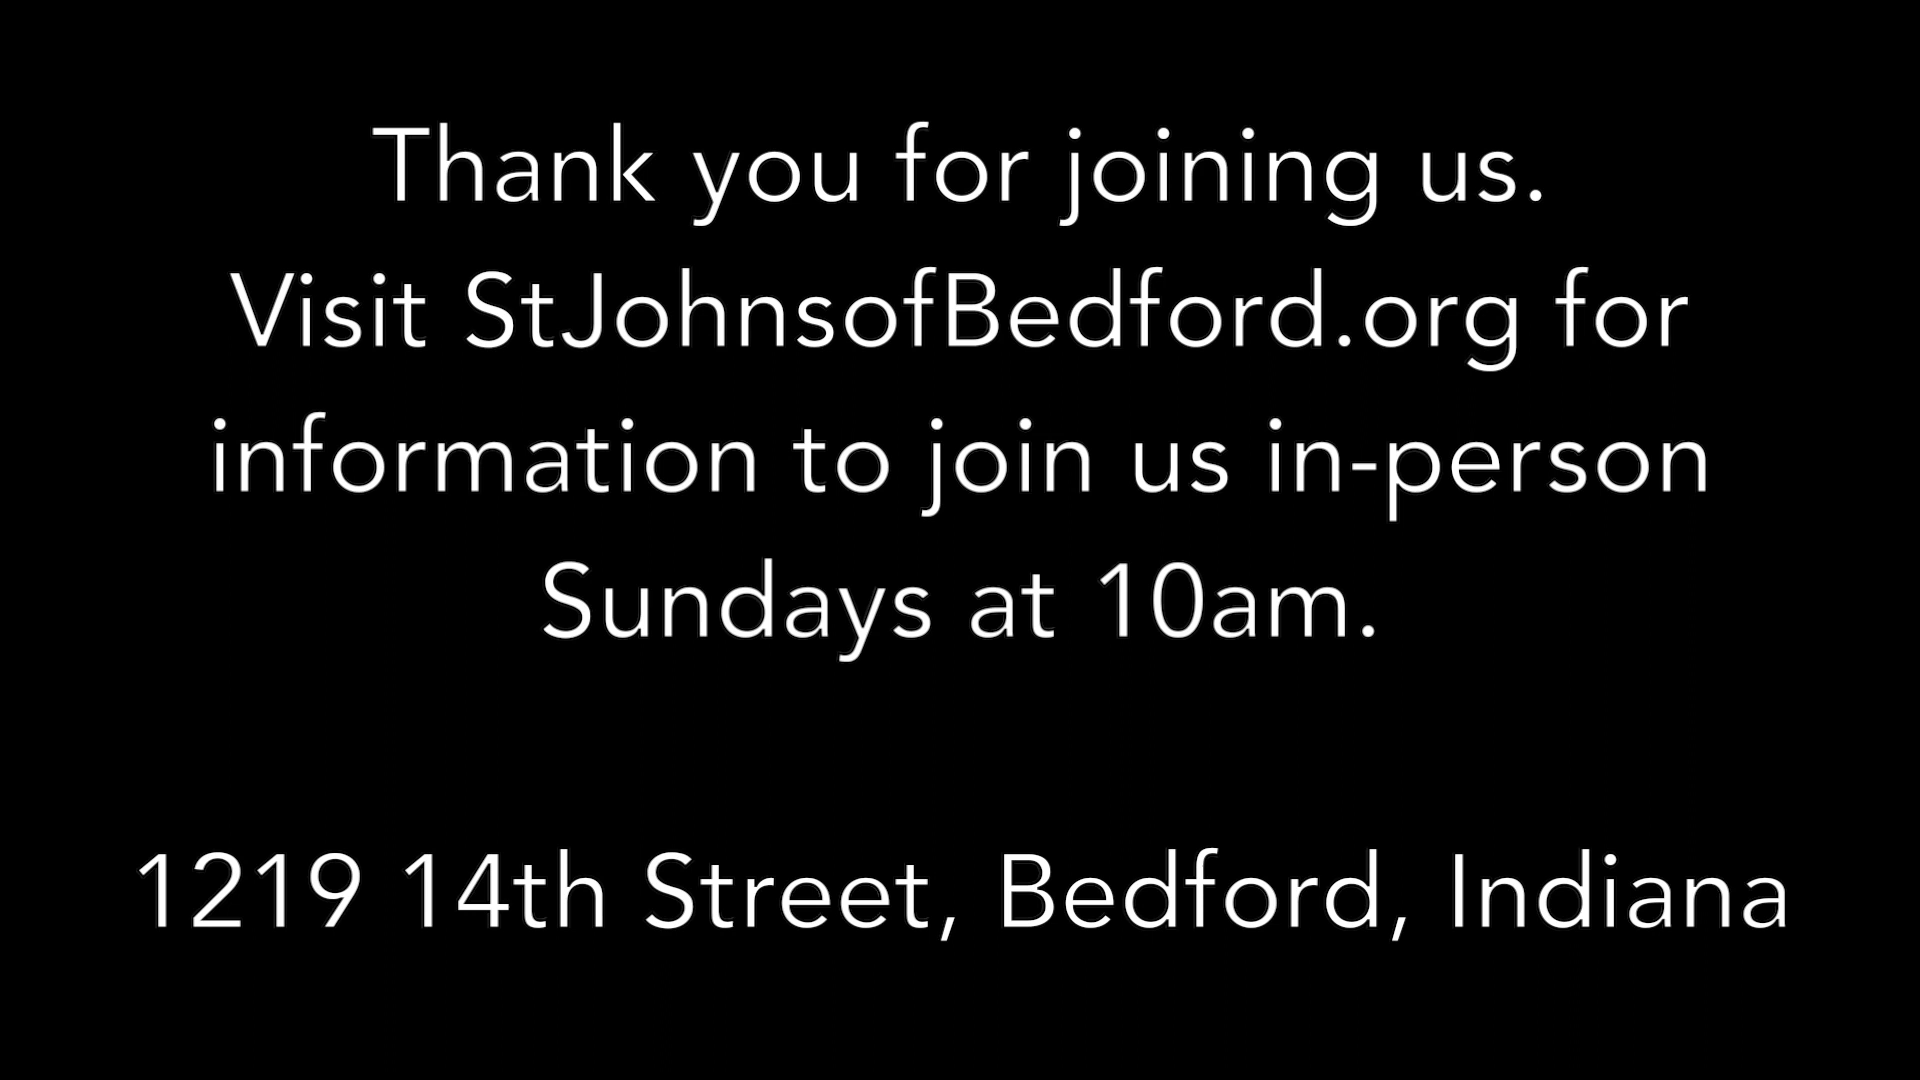 Thank you for joining us.
Visit StJohnsofBedford.org for
information to join us in-person
Sundays at 10am.
1219 14th Street, Bedford, Indiana